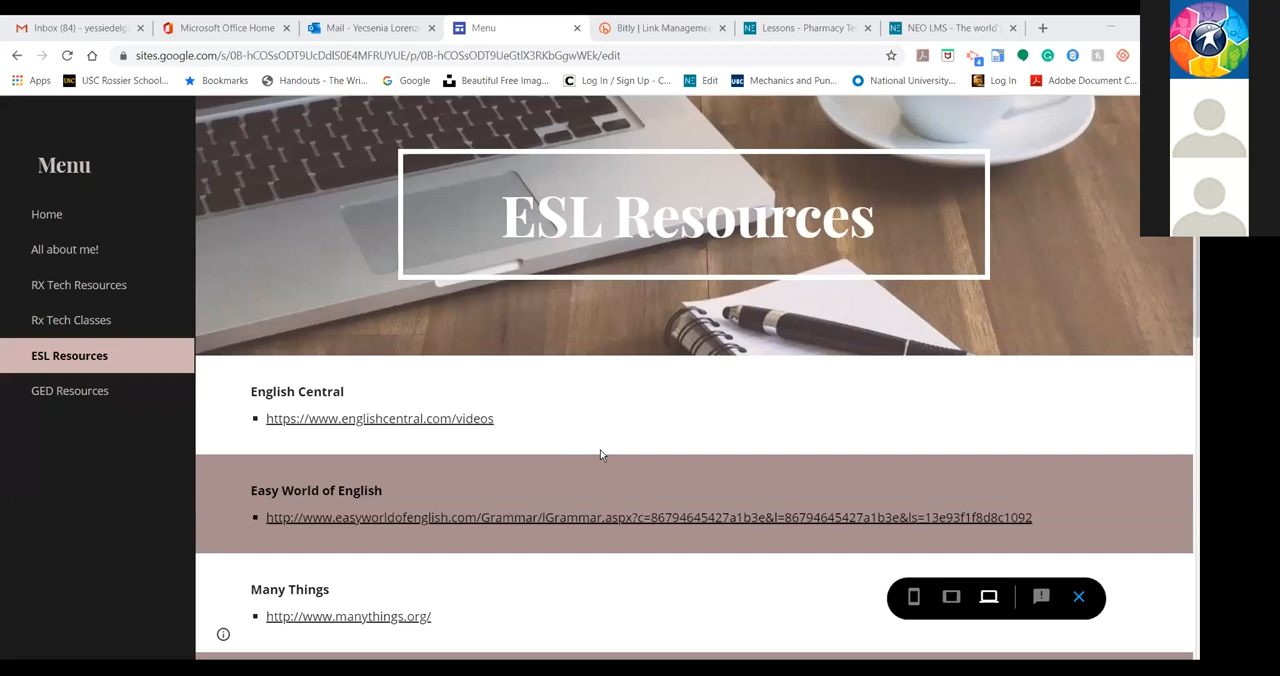 Inbox (84) - yessiedelg
Microsoft Office Home
Mail - Yecsenia Lorenz
Menu
Bitly | Link Manageme
Lessons - Pharmacy Te
NEO LMS - The world'
sites.google.com/s/0B-hCOSsODT9UcDdlS0E4MFRUYUE/p/0B-hCOSsODT9UeGtlX3RKbGgwWEk/edit
4
Apps
USC Rossier School...
Bookmarks
Handouts - The Wri...
Google
Beautiful Free Imag...
Log In / Sign Up - C...
Edit
Mechanics and Pun...
National University...
Log In
Adobe Document C...
Menu
Home
All about me!
RX Tech Resources
Rx Tech Classes
ESL Resources
GED Resources
ESL Resources
English Central
https://www.englishcentral.com/videos
Easy World of English
http://www.easyworldofenglish.com/Grammar/lGrammar.aspx?c=86794645427a1b3e&l=86794645427a1b3e&ls=13e93f1f8d8c1092
Many Things
http://www.manythings.org/